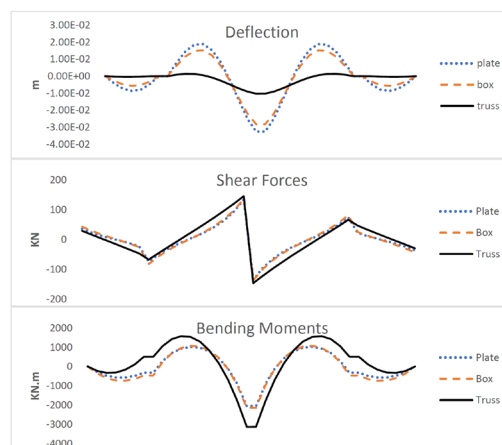 Deflection
3.00E-02
2.00E-02
1.00E-02
0.00E+00
-1.00E-02
-2.00E-02
-3.00E-02
-4.00E-02
m
plate
box
truss
Shear Forces
200
100
0
-100
-200
KN
Plate
Box
Truss
Bending Moments
2000
1000
0
-1000
-2000
-3000
-4000
KN.m
Plate
Box
Truss